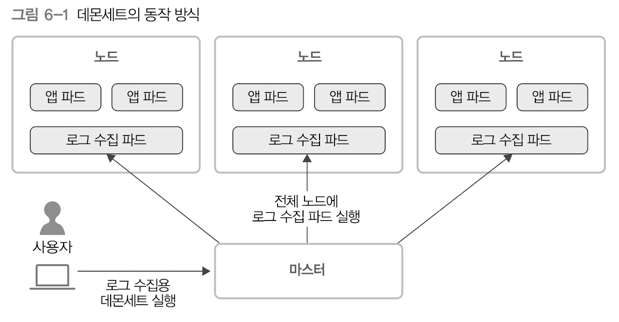 그림 6-1 데몬세트의 동작 방식
노드
노드
노드
앱 파드 앱 파드
앱 파드 앱 파드
앱 파드 앱 파드
로그 수집 파드
로그 수집 파드
로그 수집 파드
전체 노드에
로그 수집 파드 실행
사용자
마스터
로그 수집용
데몬세트 실행